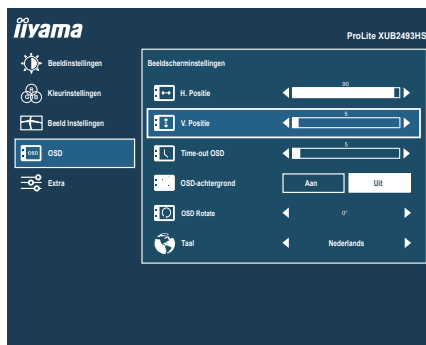 iiyama
ProLite XUB2493HS
Beeldinstellingen
Kleurinstellingen
Beeld Instellingen
OSD
OSD
Extra
Beeldscherminstellingen
H. Positie
90
V. Positie
5
Time-out OSD
5
OSD-achtergrond
Aan
Uit
OSD Rotate
0°
Taal
Nederlands